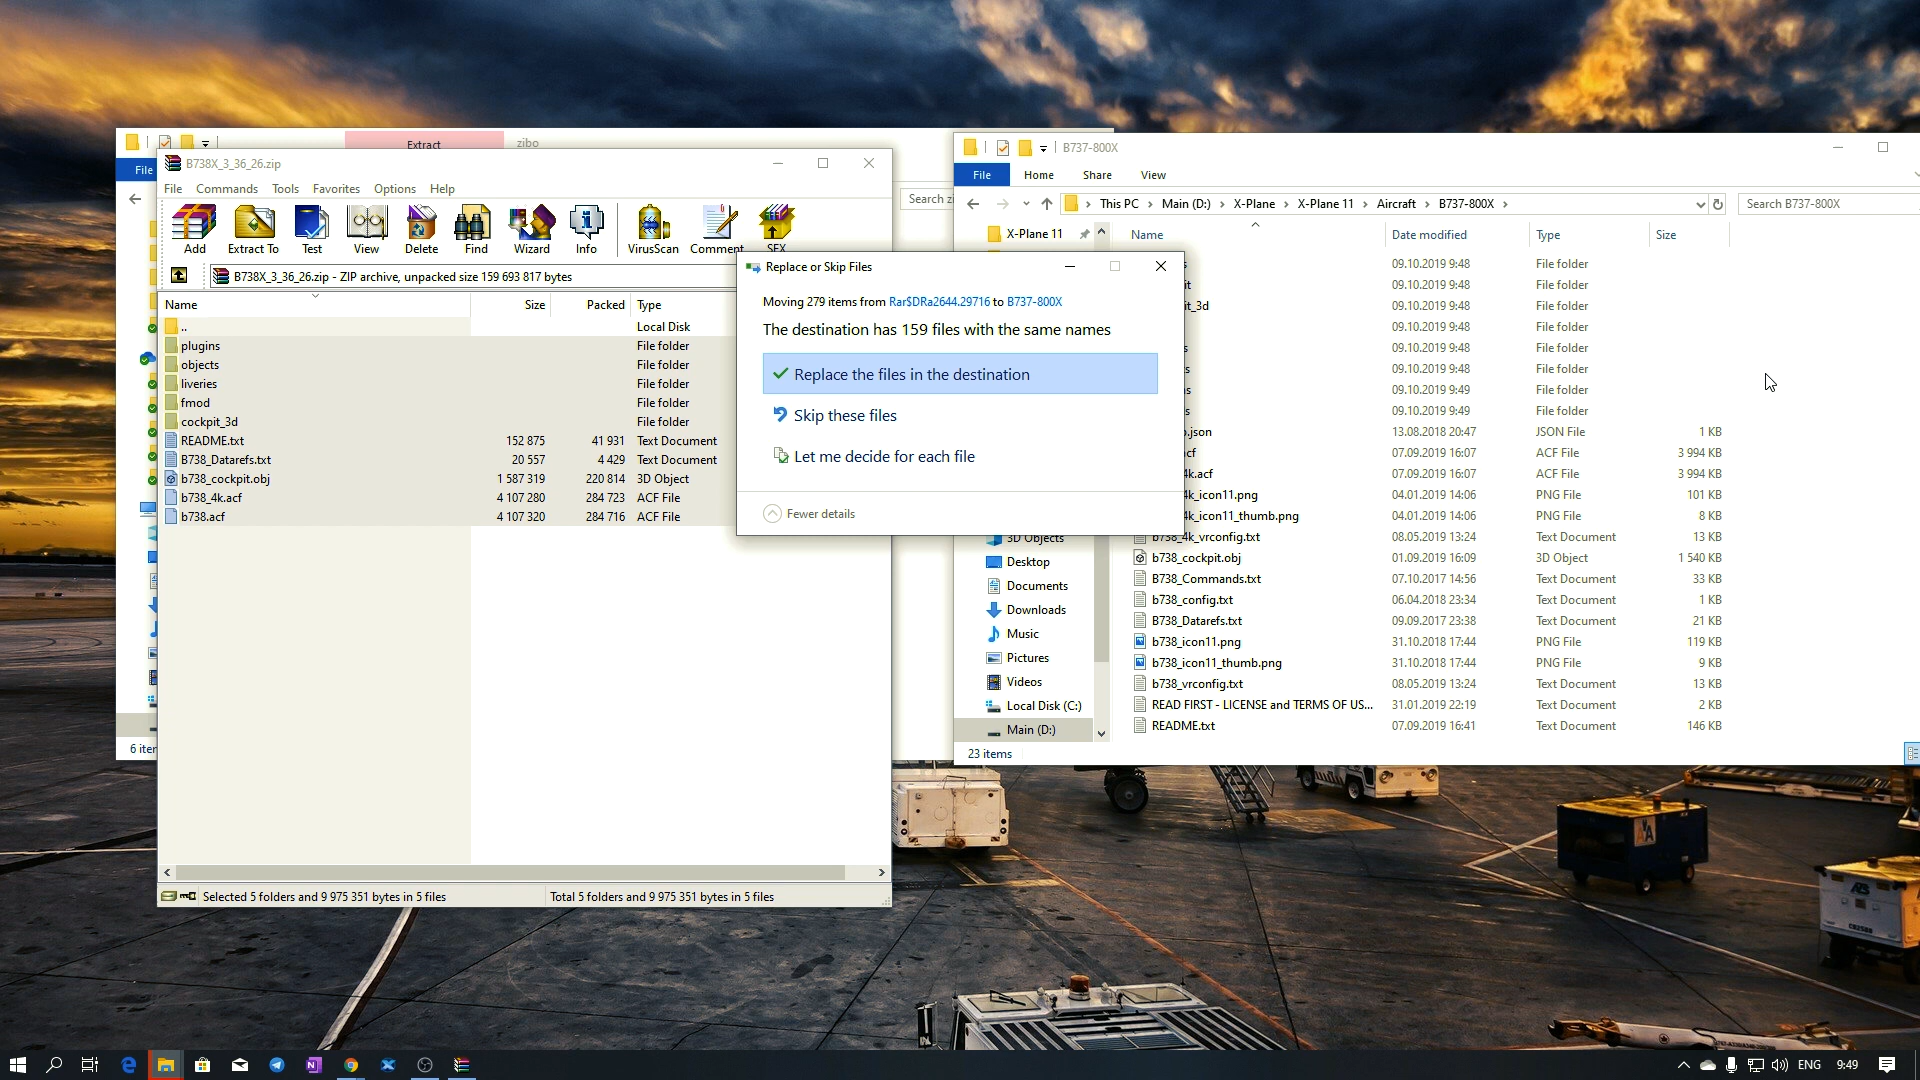 Extract
zibo
File
Search zi
6 iter
B738X_3_36_26.zip
File Commands Tools Favorites Options Help
Add Extract To Test View Delete Find Wizard Info VirusScan Comment SFX
B738X_3_36_26.zip - ZIP archive, unpacked size 159 693 817 bytes
Name Size Packed Type
.. Local Disk
plugins File folder
objects File folder
liveries File folder
fmod File folder
cockpit_3d File folder
README.txt 152 875 41 931 Text Document
B738_Datarefs.txt 20 557 4 429 Text Document
b738_cockpit.obj 1 587 319 220 814 3D Object
b738_4k.acf 4 107 280 284 723 ACF File
b738.acf 4 107 320 284 716 ACF File
Selected 5 folders and 9 975 351 bytes in 5 files Total 5 folders and 9 975 351 bytes in 5 files
Replace or Skip Files
Moving 279 items from Rar$DRa2644.29716 to B737-800X
The destination has 159 files with the same names
Replace the files in the destination
Skip these files
Let me decide for each file
Fewer details
B737-800X
File Home Share View
This PC Main (D:) X-Plane X-Plane 11 Aircraft B737-800X
Search B737-800X
X-Plane 11
3D Objects
Desktop
Documents
Downloads
Music
Pictures
Videos
Local Disk (C:)
Main (D:)
Name Date modified Type Size
s 09.10.2019 9:48 File folder
it 09.10.2019 9:48 File folder
it_3d 09.10.2019 9:48 File folder
09.10.2019 9:48 File folder
s 09.10.2019 9:48 File folder
ts 09.10.2019 9:48 File folder
ns 09.10.2019 9:49 File folder
s 09.10.2019 9:49 File folder
.json 13.08.2018 20:47 JSON File 1 KB
cf 07.09.2019 16:07 ACF File 3 994 KB
4k.acf 07.09.2019 16:07 ACF File 3 994 KB
4k_icon11.png 04.01.2019 14:06 PNG File 101 KB
4k_icon11_thumb.png 04.01.2019 14:06 PNG File 8 KB
b738_4k_vrconfig.txt 08.05.2019 13:24 Text Document 13 KB
b738_cockpit.obj 01.09.2019 16:09 3D Object 1 540 KB
B738_Commands.txt 07.10.2017 14:56 Text Document 33 KB
b738_config.txt 06.04.2018 23:34 Text Document 1 KB
B738_Datarefs.txt 09.09.2017 23:38 Text Document 21 KB
b738_icon11.png 31.10.2018 17:44 PNG File 119 KB
b738_icon11_thumb.png 31.10.2018 17:44 PNG File 9 KB
b738_vrconfig.txt 08.05.2019 13:24 Text Document 13 KB
READ FIRST - LICENSE and TERMS OF US... 31.01.2019 22:19 Text Document 2 KB
README.txt 07.09.2019 16:41 Text Document 146 KB
23 items
ENG 9:49